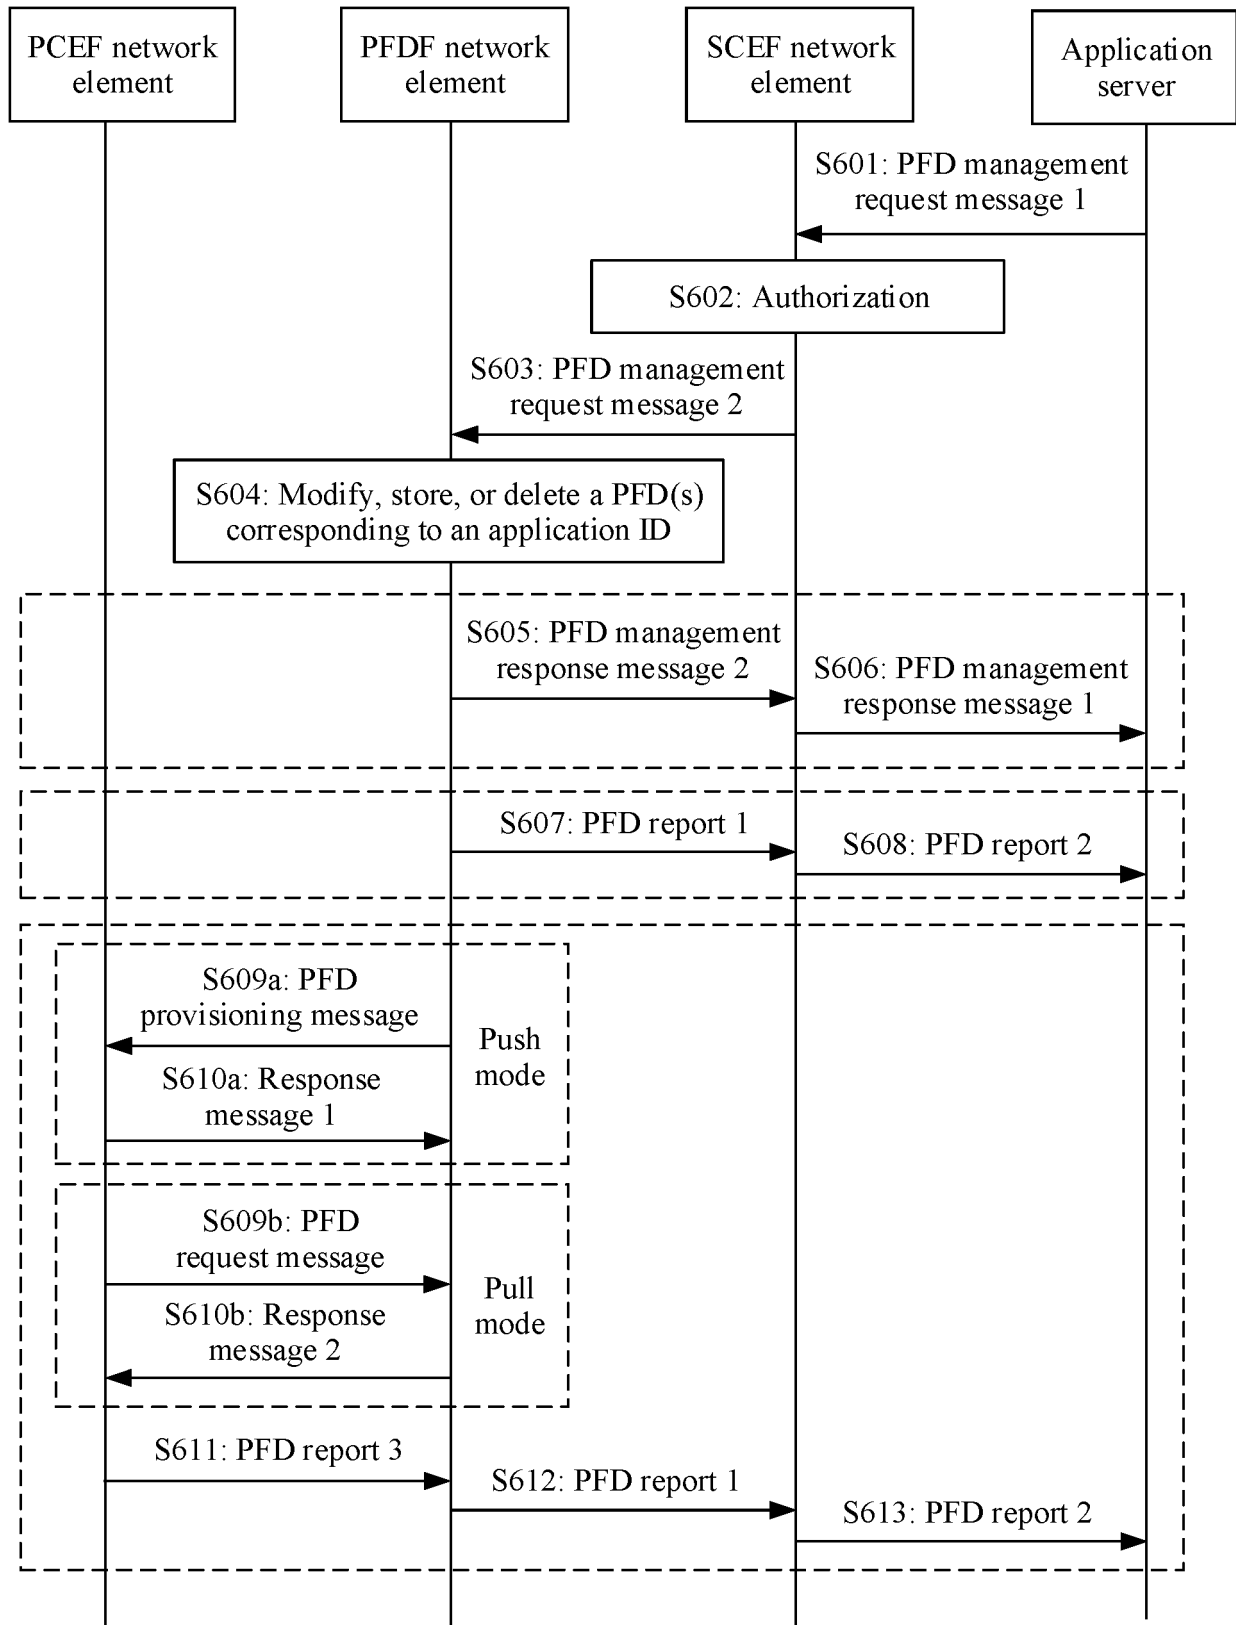 PCEF network
element
PFDF network
element
SCEF network
element
Application
server
S601: PFD management
request message 1
S602: Authorization
S603: PFD management
request message 2
S604: Modify, store, or delete a PFD(s)
corresponding to an application ID
S605: PFD management
response message 2
S606: PFD management
response message 1
S607: PFD report 1
S608: PFD report 2
S609a: PFD
provisioning message
S610a: Response
message 1
Push
mode
S609b: PFD
request message
S610b: Response
message 2
Pull
mode
S611: PFD report 3
S612: PFD report 1
S613: PFD report 2